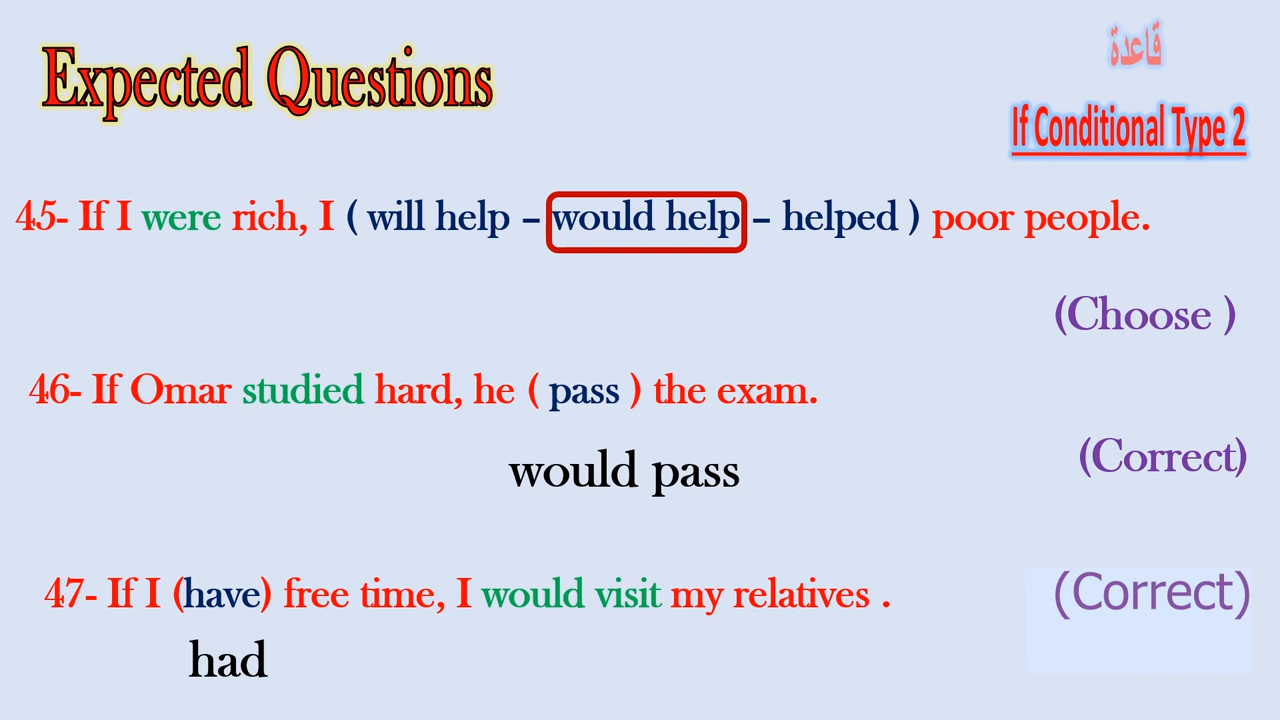 Expected Questions
قاعدة
If Conditional Type 2
45- If I were rich, I ( will help – would help – helped ) poor people.
(Choose )
46- If Omar studied hard, he ( pass ) the exam.
(Correct)
would pass
47- If I (have) free time, I would visit my relatives .
(Correct)
had